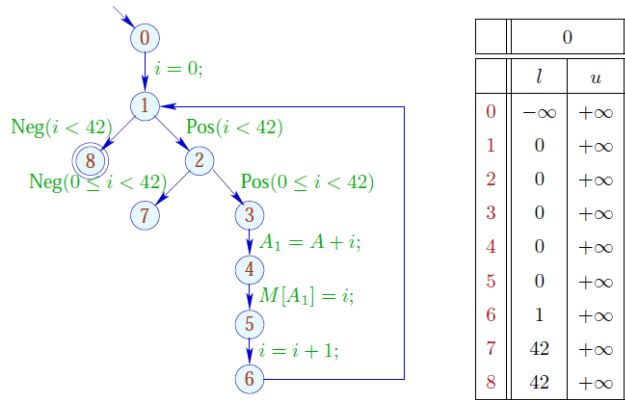 0
i = 0;
1
Neg(i < 42) Pos(i < 42)
8 2
Neg(0 ≤ i < 42) Pos(0 ≤ i < 42)
7 3
A₁ = A + i;
4
M[A₁] = i;
5
i = i + 1;
6
0
l u
0 −∞ +∞
1 0 +∞
2 0 +∞
3 0 +∞
4 0 +∞
5 0 +∞
6 1 +∞
7 42 +∞
8 42 +∞